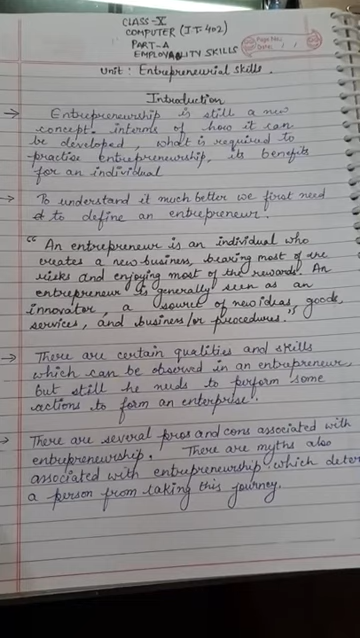 CLASS-X
COMPUTER (I.T-402)
PART-A
EMPLOYABILITY SKILLS
Page No.:
Date: / /
Unit: Entrepreneurial skills.
Introduction
→ Entrepreneurship is still a new
concept interms of how it can
be developed, what is required to
practise entrepreneurship, its benefits
for an individual
→ To understand it much better we first need
to define an entrepreneur.
"An entrepreneur is an individual who
creates a new business, bearing most of the
risks and enjoying most of the rewards. An
entrepreneur is generally seen as an
innovator, a source of new ideas, goods,
services, and business/or procedures."
→ There are certain qualities and skills
which can be observed in an entrepreneur,
but still he needs to perform some
actions to form an enterprise.
→ There are several pros and cons associated with
entrepreneurship. There are myths also
associated with entrepreneurship which deter
a person from taking this journey.